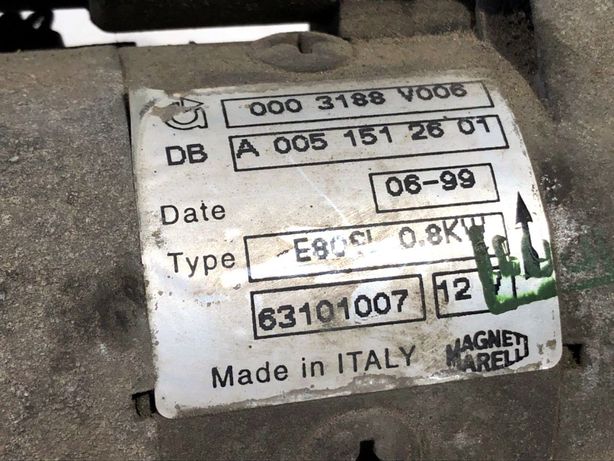 000 3188 V006
DB A 005 151 26 01
Date 06-99
Type E80SL 0.8KW
63101007 12 V
Made in ITALY MAGNETI MARELLI